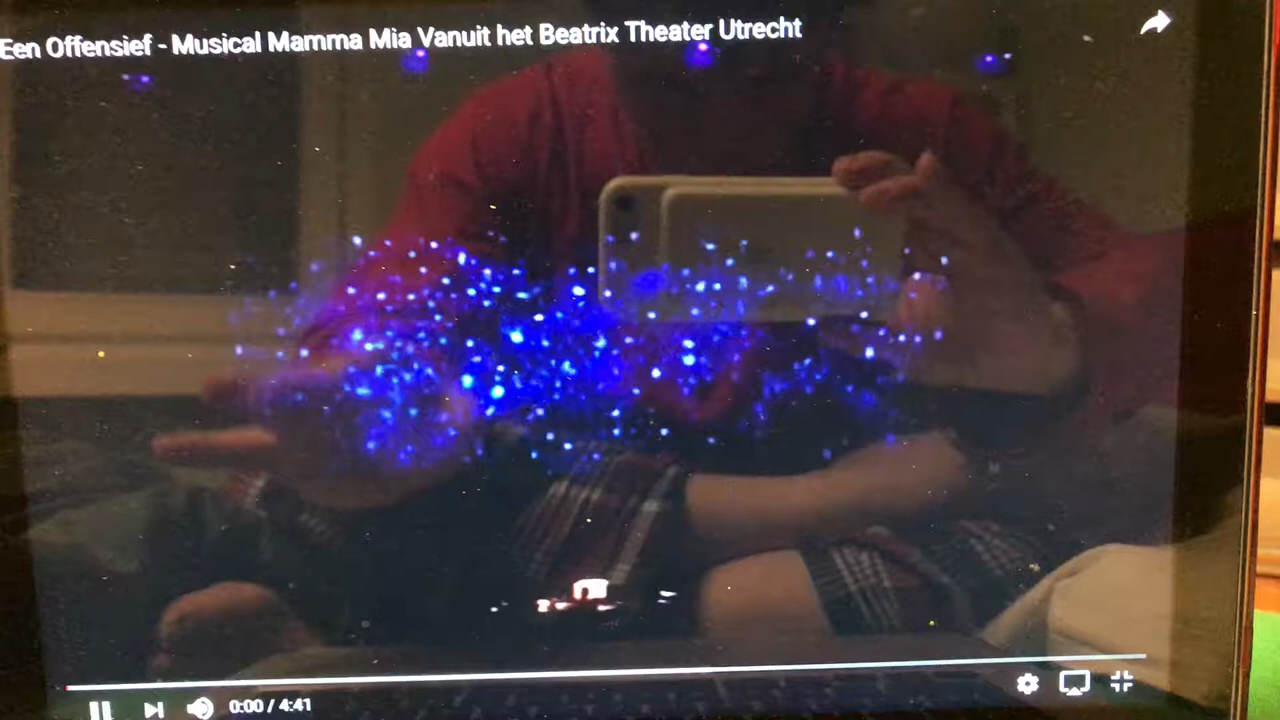 Een Offensief - Musical Mamma Mia Vanuit het Beatrix Theater Utrecht
0:00 / 4:41